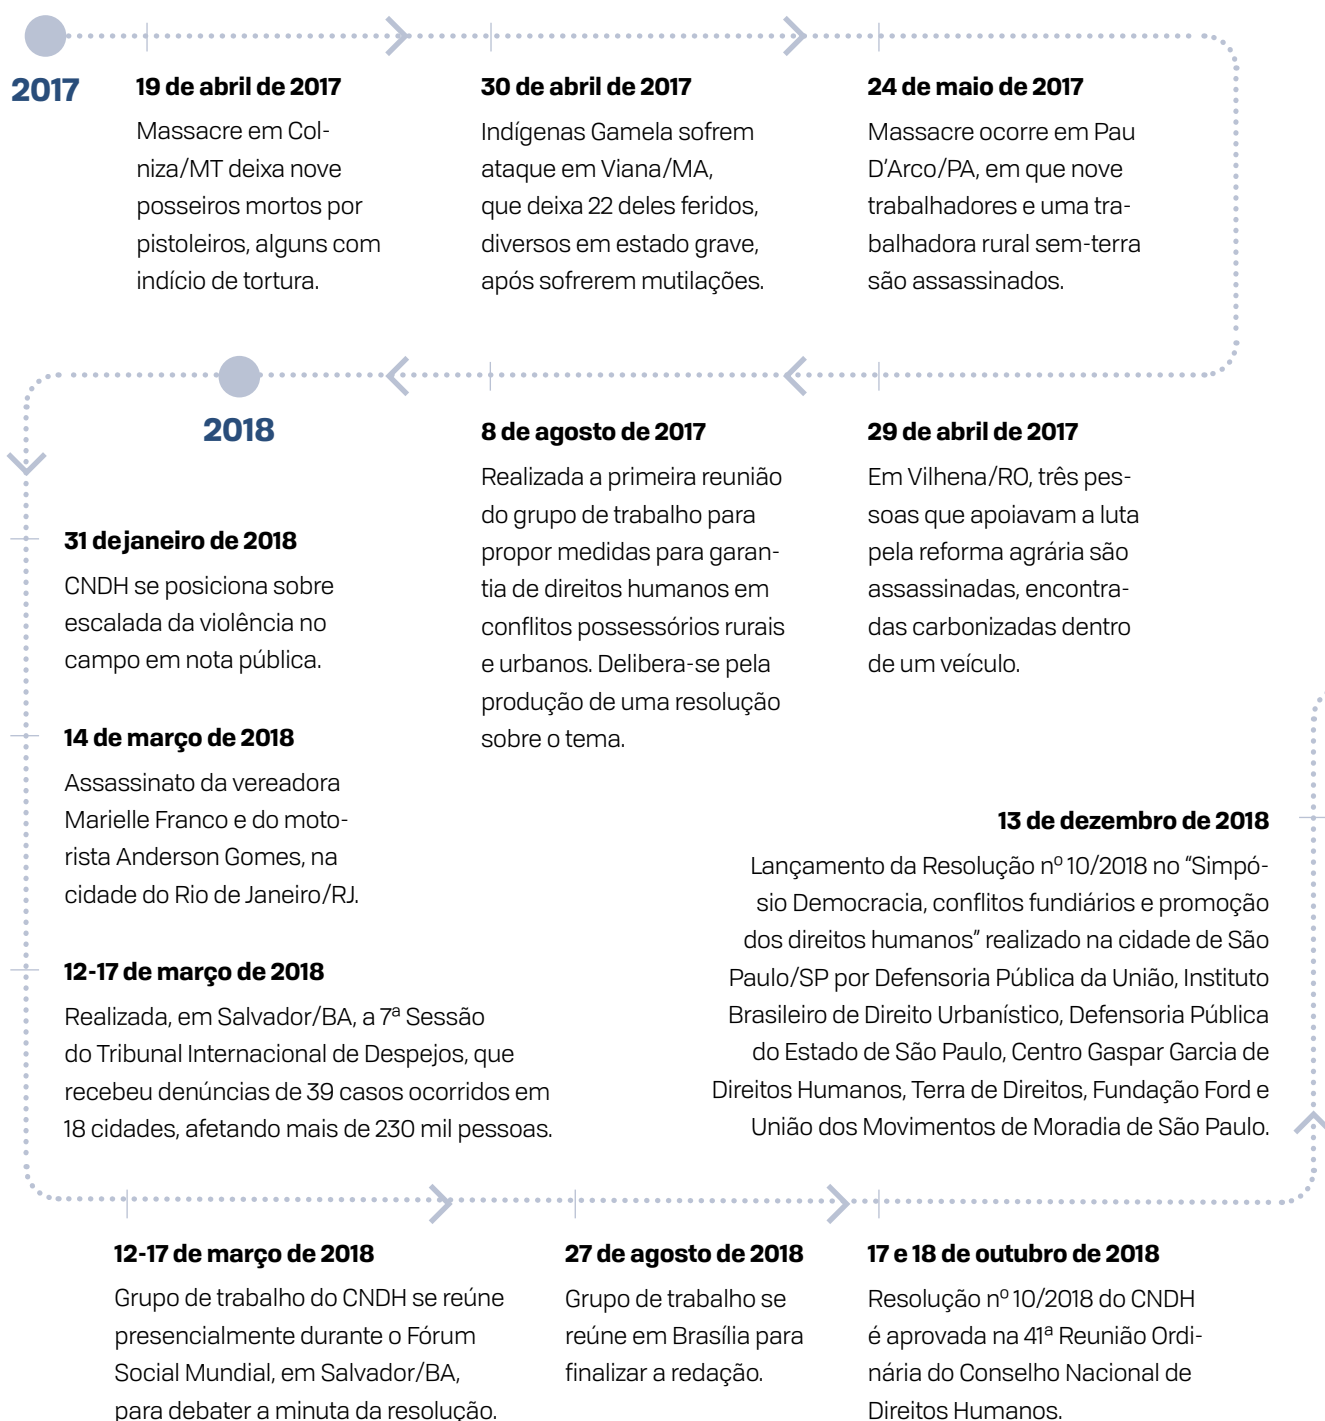 2017
19 de abril de 2017
Massacre em Col-
niza/MT deixa nove
posseiros mortos por
pistoleiros, alguns com
indício de tortura.
30 de abril de 2017
Indígenas Gamela sofrem
ataque em Viana/MA,
que deixa 22 deles feridos,
diversos em estado grave,
após sofrerem mutilações.
24 de maio de 2017
Massacre ocorre em Pau
D’Arco/PA, em que nove
trabalhadores e uma tra-
balhadora rural sem-terra
são assassinados.
29 de abril de 2017
Em Vilhena/RO, três pes-
soas que apoiavam a luta
pela reforma agrária são
assassinadas, encontra-
das carbonizadas dentro
de um veículo.
8 de agosto de 2017
Realizada a primeira reunião
do grupo de trabalho para
propor medidas para garan-
tia de direitos humanos em
conflitos possessórios rurais
e urbanos. Delibera-se pela
produção de uma resolução
sobre o tema.
2018
31 de janeiro de 2018
CNDH se posiciona sobre
escalada da violência no
campo em nota pública.
14 de março de 2018
Assassinato da vereadora
Marielle Franco e do moto-
rista Anderson Gomes, na
cidade do Rio de Janeiro/RJ.
12-17 de março de 2018
Realizada, em Salvador/BA, a 7ª Sessão
do Tribunal Internacional de Despejos, que
recebeu denúncias de 39 casos ocorridos em
18 cidades, afetando mais de 230 mil pessoas.
12-17 de março de 2018
Grupo de trabalho do CNDH se reúne
presencialmente durante o Fórum
Social Mundial, em Salvador/BA,
para debater a minuta da resolução.
27 de agosto de 2018
Grupo de trabalho se
reúne em Brasília para
finalizar a redação.
17 e 18 de outubro de 2018
Resolução nº 10/2018 do CNDH
é aprovada na 41ª Reunião Ordi-
nária do Conselho Nacional de
Direitos Humanos.
13 de dezembro de 2018
Lançamento da Resolução nº 10/2018 no “Simpó-
sio Democracia, conflitos fundiários e promoção
dos direitos humanos” realizado na cidade de São
Paulo/SP por Defensoria Pública da União, Instituto
Brasileiro de Direito Urbanístico, Defensoria Pública
do Estado de São Paulo, Centro Gaspar Garcia de
Direitos Humanos, Terra de Direitos, Fundação Ford e
União dos Movimentos de Moradia de São Paulo.